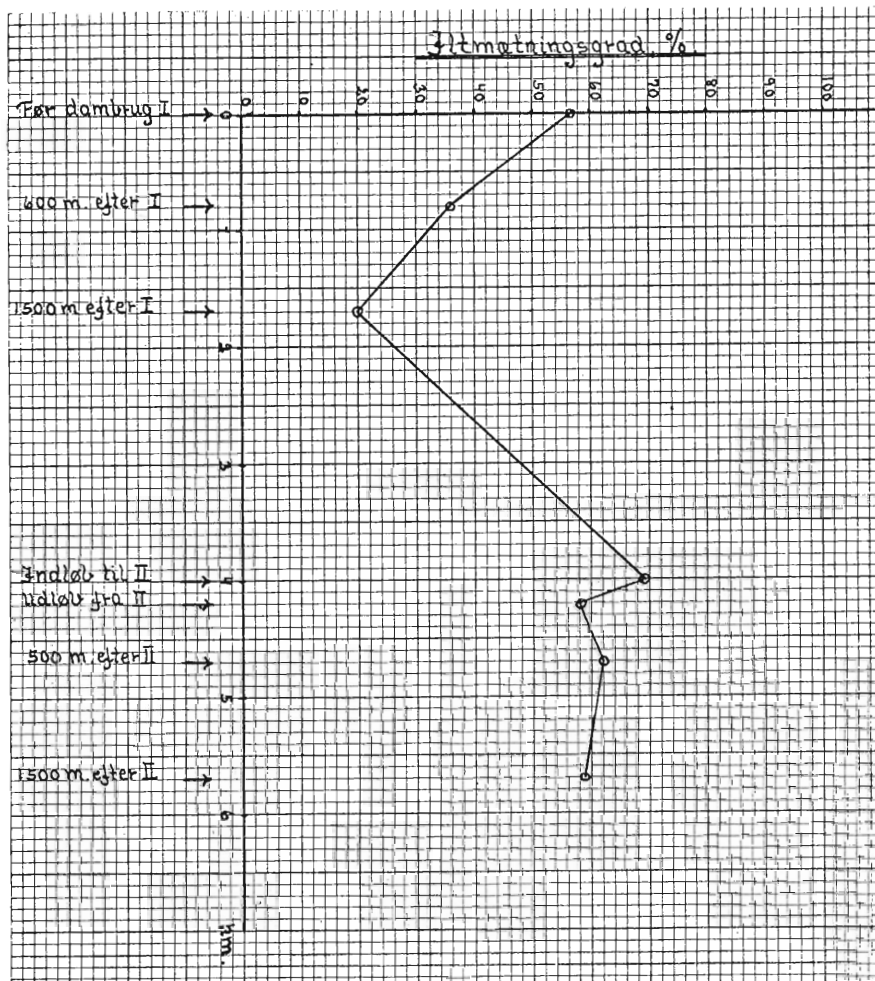 Iltmætningsgrad. %
0 10 20 30 40 50 60 70 80 90 100
Før dambrug I → 0
600 m. efter I →
1
1500 m efter I →
2
3
Indløb til II → 4
Udløb fra II →
500 m. efter II →
5
1500 m. efter II →
6
km.